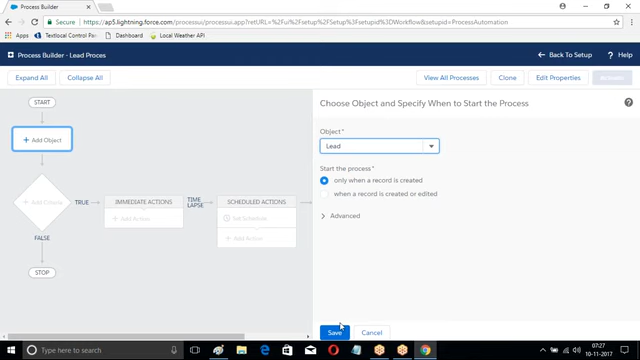 Process Builder
Secure
https://ap5.lightning.force.com/processui/processui.app?retURL=%2Fui%2Fsetup%2FSetup%3Fsetupid%3DWorkflow&setupid=ProcessAutomation
Apps
Textlocal Control Pan
Dashboard
Local Weather API
Process Builder - Lead Proces
Back To Setup
? Help
Expand All
Collapse All
View All Processes
Clone
Edit Properties
Activate
START
+ Add Object
+ Add Criteria
TRUE
IMMEDIATE ACTIONS
+ Add Action
TIME
LAPSE
SCHEDULED ACTIONS
Set Schedule
+ Add Action
FALSE
STOP
Choose Object and Specify When to Start the Process
Object*
Lead
Start the process*
only when a record is created
when a record is created or edited
Advanced
Save
Cancel
Type here to search
07:27
10-11-2017